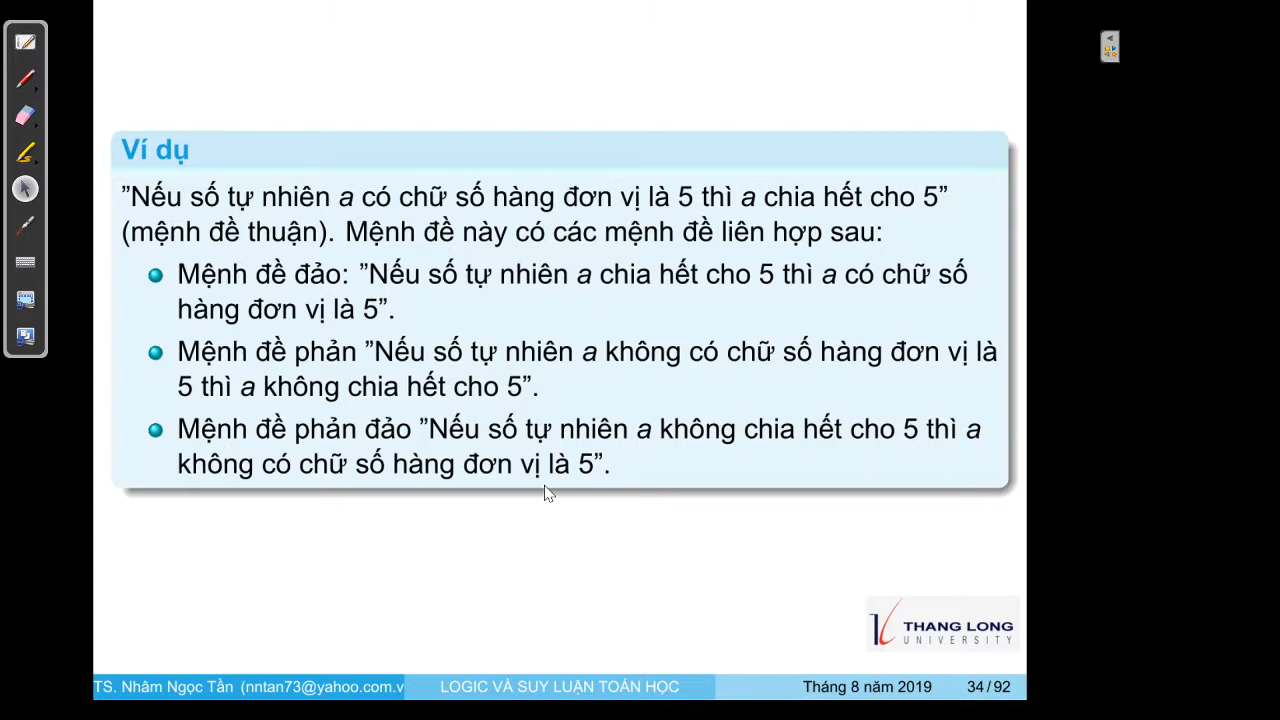 Ví dụ
”Nếu số tự nhiên a có chữ số hàng đơn vị là 5 thì a chia hết cho 5”
(mệnh đề thuận). Mệnh đề này có các mệnh đề liên hợp sau:
Mệnh đề đảo: ”Nếu số tự nhiên a chia hết cho 5 thì a có chữ số
hàng đơn vị là 5”.
Mệnh đề phản ”Nếu số tự nhiên a không có chữ số hàng đơn vị là
5 thì a không chia hết cho 5”.
Mệnh đề phản đảo ”Nếu số tự nhiên a không chia hết cho 5 thì a
không có chữ số hàng đơn vị là 5”.
THANG LONG
UNIVERSITY
TS. Nhâm Ngọc Tần (nntan73@yahoo.com.v LOGIC VÀ SUY LUẬN TOÁN HỌC Tháng 8 năm 2019 34 / 92